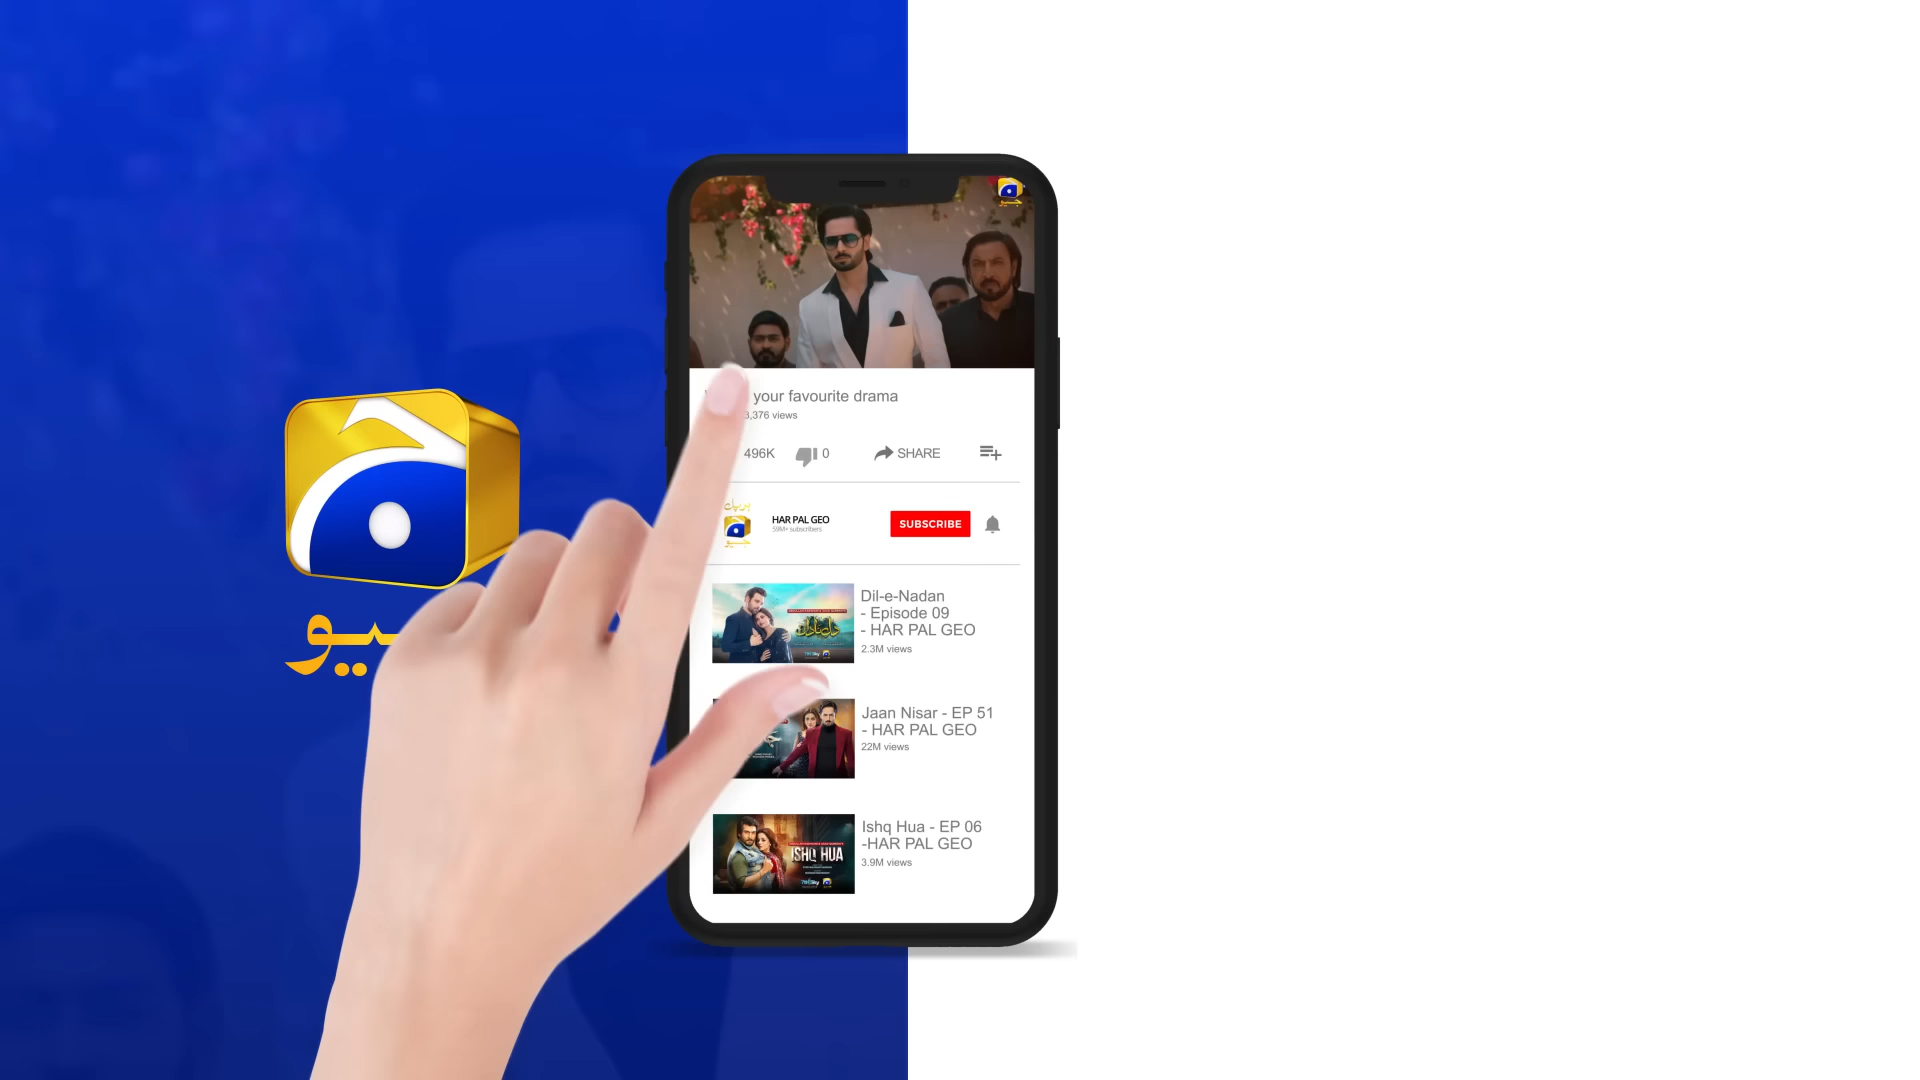 your favourite drama
3,376 views
496K
0
SHARE
HAR PAL GEO
59M+ subscribers
SUBSCRIBE
Dil-e-Nadan
- Episode 09
- HAR PAL GEO
2.3M views
Jaan Nisar - EP 51
- HAR PAL GEO
22M views
ISHQ HUA
Ishq Hua - EP 06
-HAR PAL GEO
3.9M views